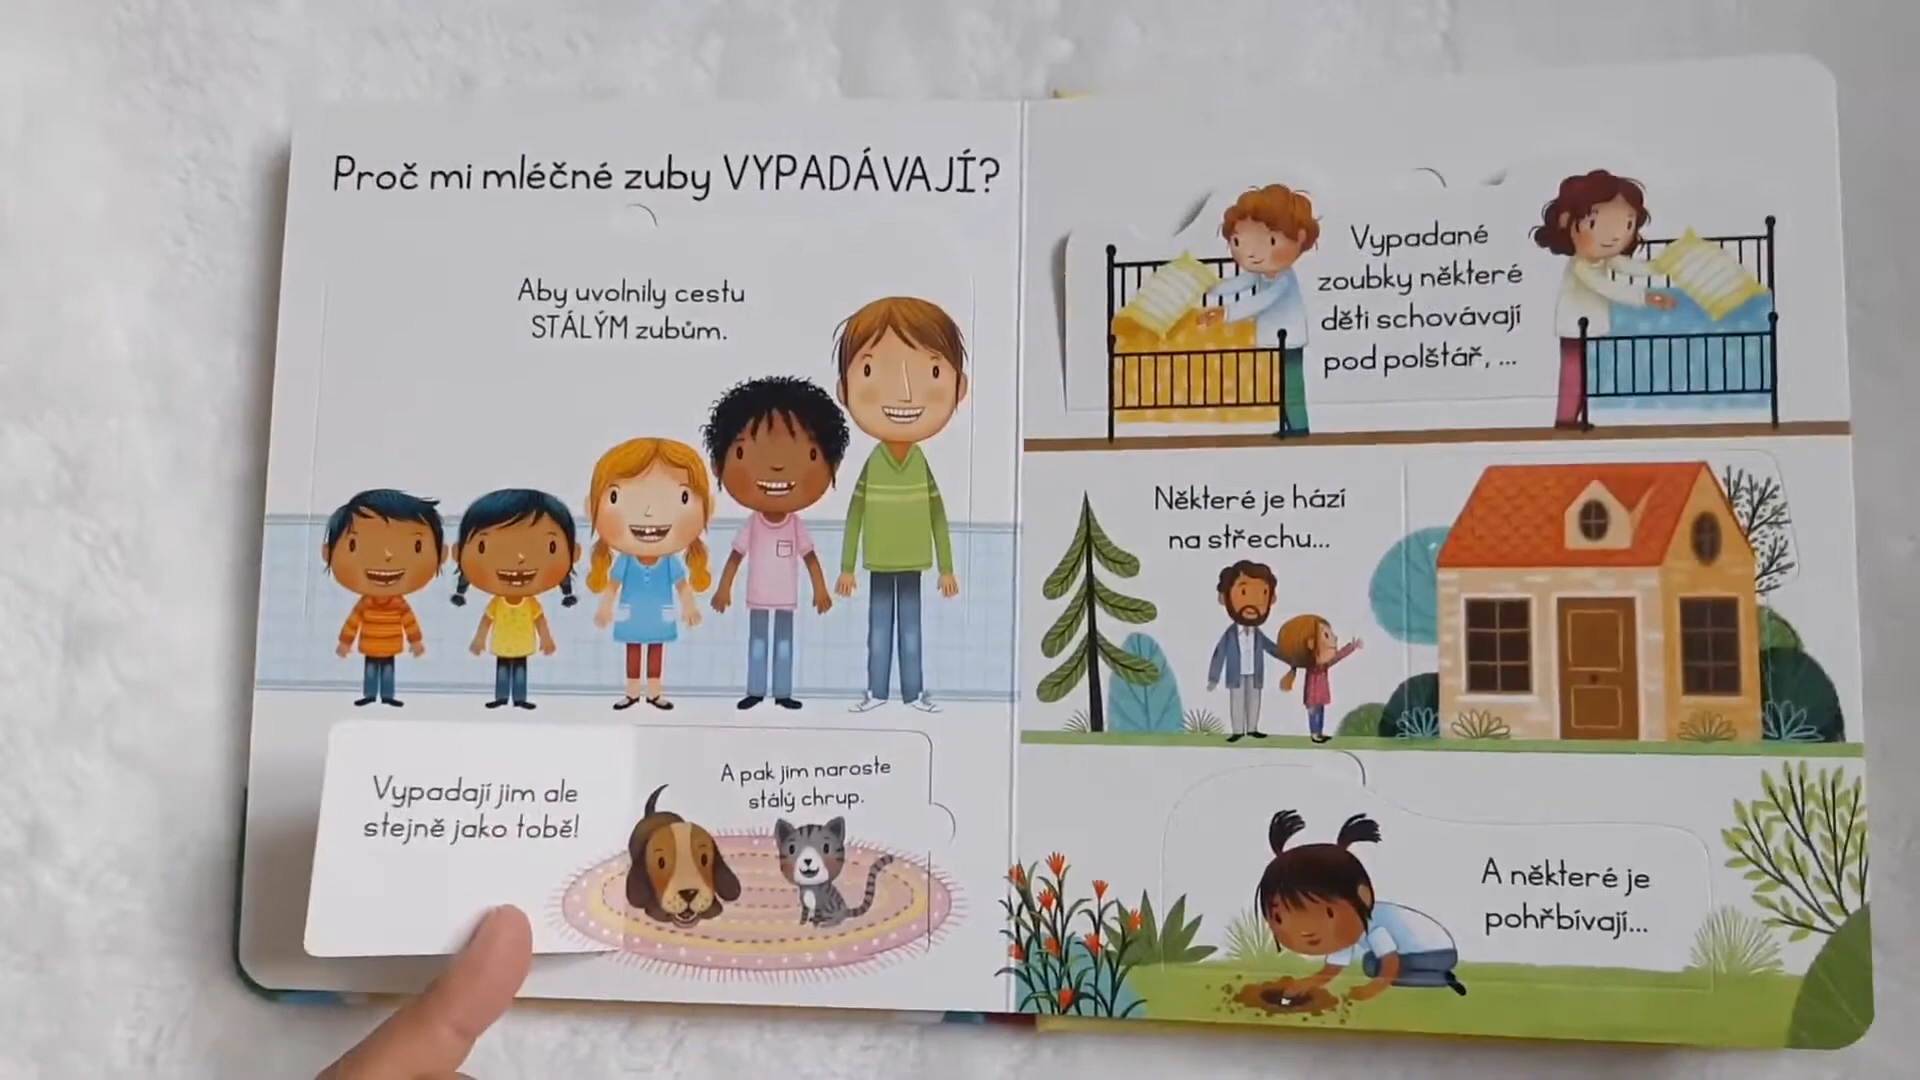 Proč mi mléčné zuby VYPADÁVAJÍ?
Aby uvolnily cestu
STÁLÝM zubům.
Vypadají jim ale
stejně jako tobě!
A pak jim naroste
stálý chrup.
Vypadané
zoubky některé
děti schovávají
pod polštář, ...
Některé je hází
na střechu...
A některé je
pohřbívají...